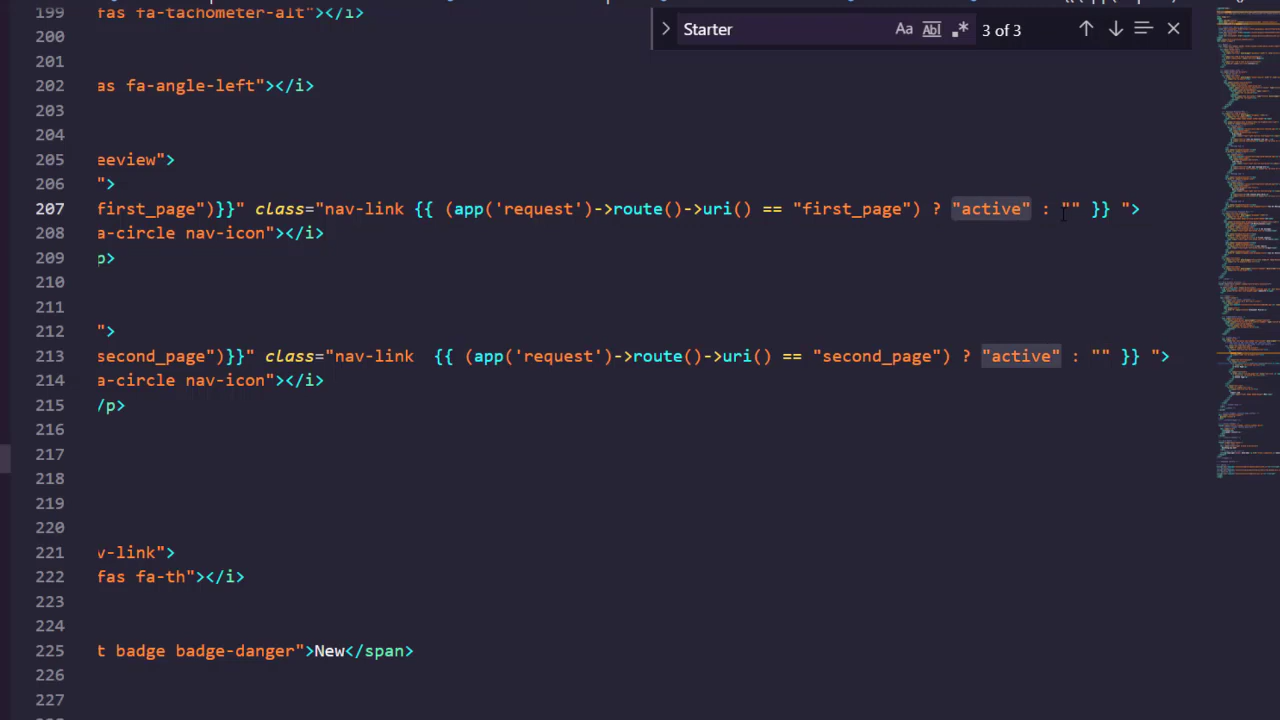 199 fas fa-tachometer-alt"></i>
Starter Aa Abl .* 3 of 3
200
201
202 as fa-angle-left"></i>
203
204
205 eeview">
206 ">
207 first_page")}}" class="nav-link {{ (app('request')->route()->uri() == "first_page") ? "active" : "" }} ">
208 a-circle nav-icon"></i>
209 p>
210
211
212 ">
213 second_page")}}" class="nav-link  {{ (app('request')->route()->uri() == "second_page") ? "active" : "" }} ">
214 a-circle nav-icon"></i>
215 /p>
216
217
218
219
220
221 v-link">
222 fas fa-th"></i>
223
224
225 t badge badge-danger">New</span>
226
227